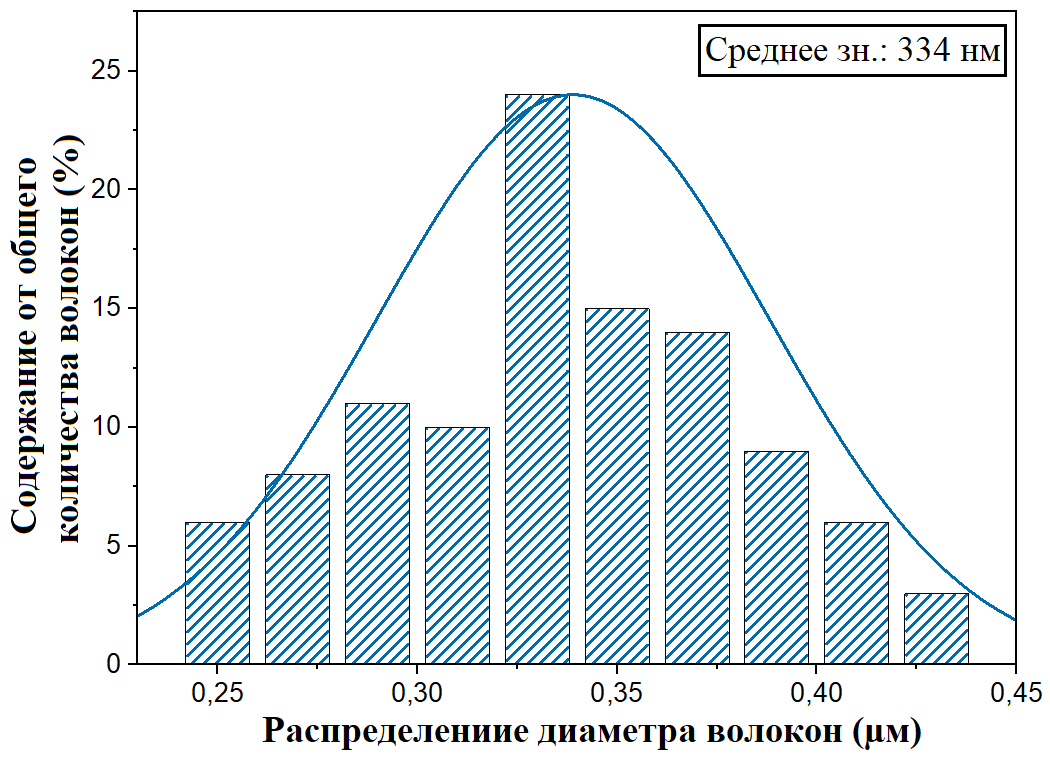 Среднее зн.: 334 нм
Содержание от общего
количества волокон (%)
25
20
15
10
5
0
0,25
0,30
0,35
0,40
0,45
Распределениие диаметра волокон (μм)